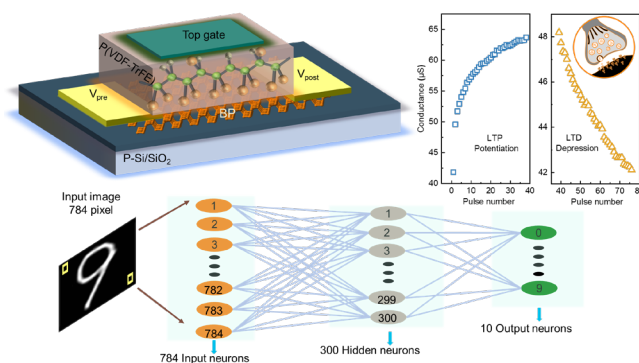 Top gate
P(VDF-TrFE)
V_pre
V_post
BP
P-Si/SiO₂
Conductance (µS)
65
60
55
50
45
40
0
10
20
30
40
LTP
Potentiation
Pulse number
48
46
44
42
40
50
60
70
80
LTD
Depression
Pulse number
Input image
784 pixel
9
1
2
3
782
783
784
784 Input neurons
1
2
3
299
300
300 Hidden neurons
0
9
10 Output neurons